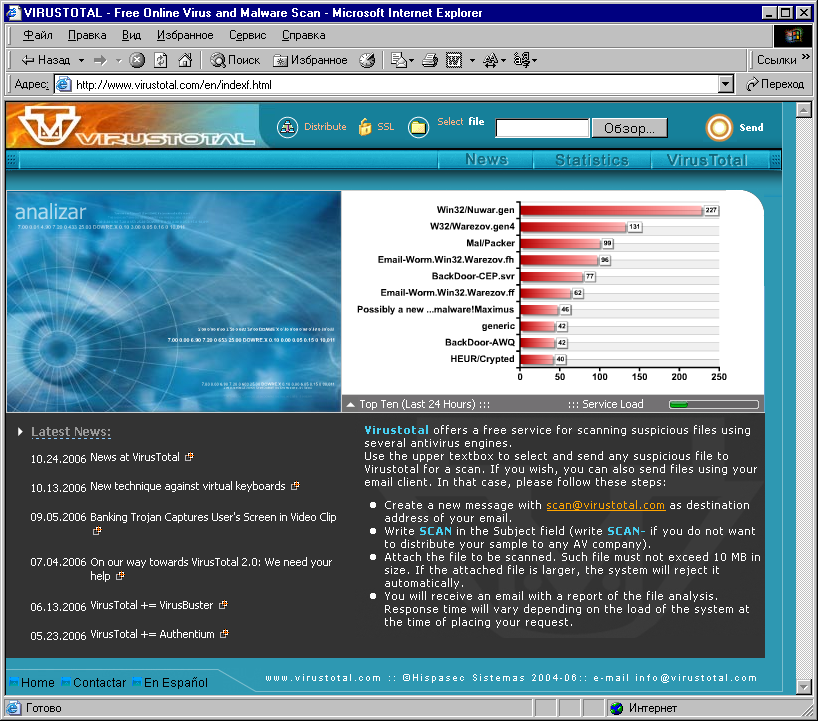 VIRUSTOTAL - Free Online Virus and Malware Scan - Microsoft Internet Explorer
Файл Правка Вид Избранное Сервис Справка
Назад Поиск Избранное Ссылки »
Адрес: http://www.virustotal.com/en/indexf.html Переход
VIRUSTOTAL Distribute SSL Select file Обзор... Send
News Statistics VirusTotal
analizar
Win32/Nuwar.gen 227
W32/Warezov.gen4 131
Mal/Packer 99
Email-Worm.Win32.Warezov.fh 96
BackDoor-CEP.svr 77
Email-Worm.Win32.Warezov.ff 62
Possibly a new ...malware!Maximus 46
generic 42
BackDoor-AWQ 42
HEUR/Crypted 40
0 50 100 150 200 250
Top Ten (Last 24 Hours) ::: ::: Service Load
Latest News:
10.24.2006 News at VirusTotal
10.13.2006 New technique against virtual keyboards
09.05.2006 Banking Trojan Captures User's Screen in Video Clip
07.04.2006 On our way towards VirusTotal 2.0: We need your
help
06.13.2006 VirusTotal += VirusBuster
05.23.2006 VirusTotal += Authentium
Virustotal offers a free service for scanning suspicious files using
several antivirus engines.
Use the upper textbox to select and send any suspicious file to
Virustotal for a scan. If you wish, you can also send files using your
email client. In that case, please follow these steps:
Create a new message with scan@virustotal.com as destination
address of your email.
Write SCAN in the Subject field (write SCAN- if you do not want
to distribute your sample to any AV company).
Attach the file to be scanned. Such file must not exceed 10 MB in
size. If the attached file is larger, the system will reject it
automatically.
You will receive an email with a report of the file analysis.
Response time will vary depending on the load of the system at
the time of placing your request.
Home Contactar En Español
www.virustotal.com :: ©Hispasec Sistemas 2004-06:: e-mail info@virustotal.com
Готово Интернет